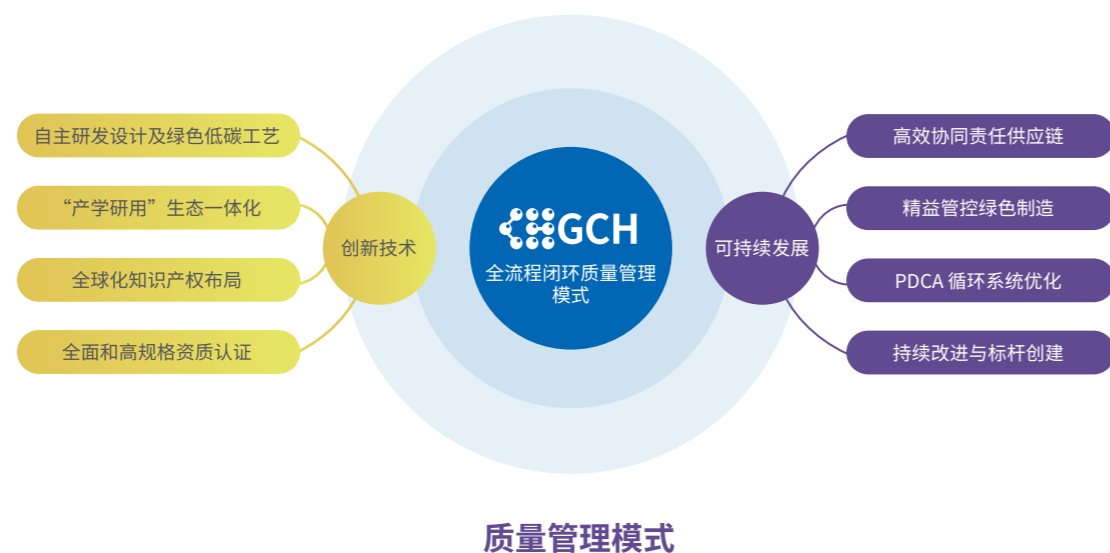 自主研发设计及绿色低碳工艺
“产学研用”生态一体化
全球化知识产权布局
全面和高规格资质认证
创新技术
GCH
全流程闭环质量管理
模式
可持续发展
高效协同责任供应链
精益管控绿色制造
PDCA 循环系统优化
持续改进与标杆创建
质量管理模式